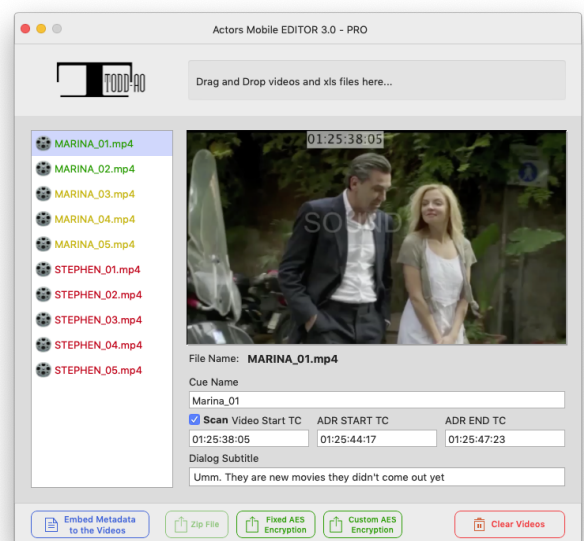 Actors Mobile EDITOR 3.0 - PRO
TODD-AO
Drag and Drop videos and xls files here...
MARINA_01.mp4
MARINA_02.mp4
MARINA_03.mp4
MARINA_04.mp4
MARINA_05.mp4
STEPHEN_01.mp4
STEPHEN_02.mp4
STEPHEN_03.mp4
STEPHEN_04.mp4
STEPHEN_05.mp4
01:25:38:05
File Name: MARINA_01.mp4
Cue Name
Marina_01
Scan Video Start TC ADR START TC ADR END TC
01:25:38:05 01:25:44:17 01:25:47:23
Dialog Subtitle
Umm. They are new movies they didn't come out yet
Embed Metadata
to the Videos
Zip File
Fixed AES
Encryption
Custom AES
Encryption
Clear Videos